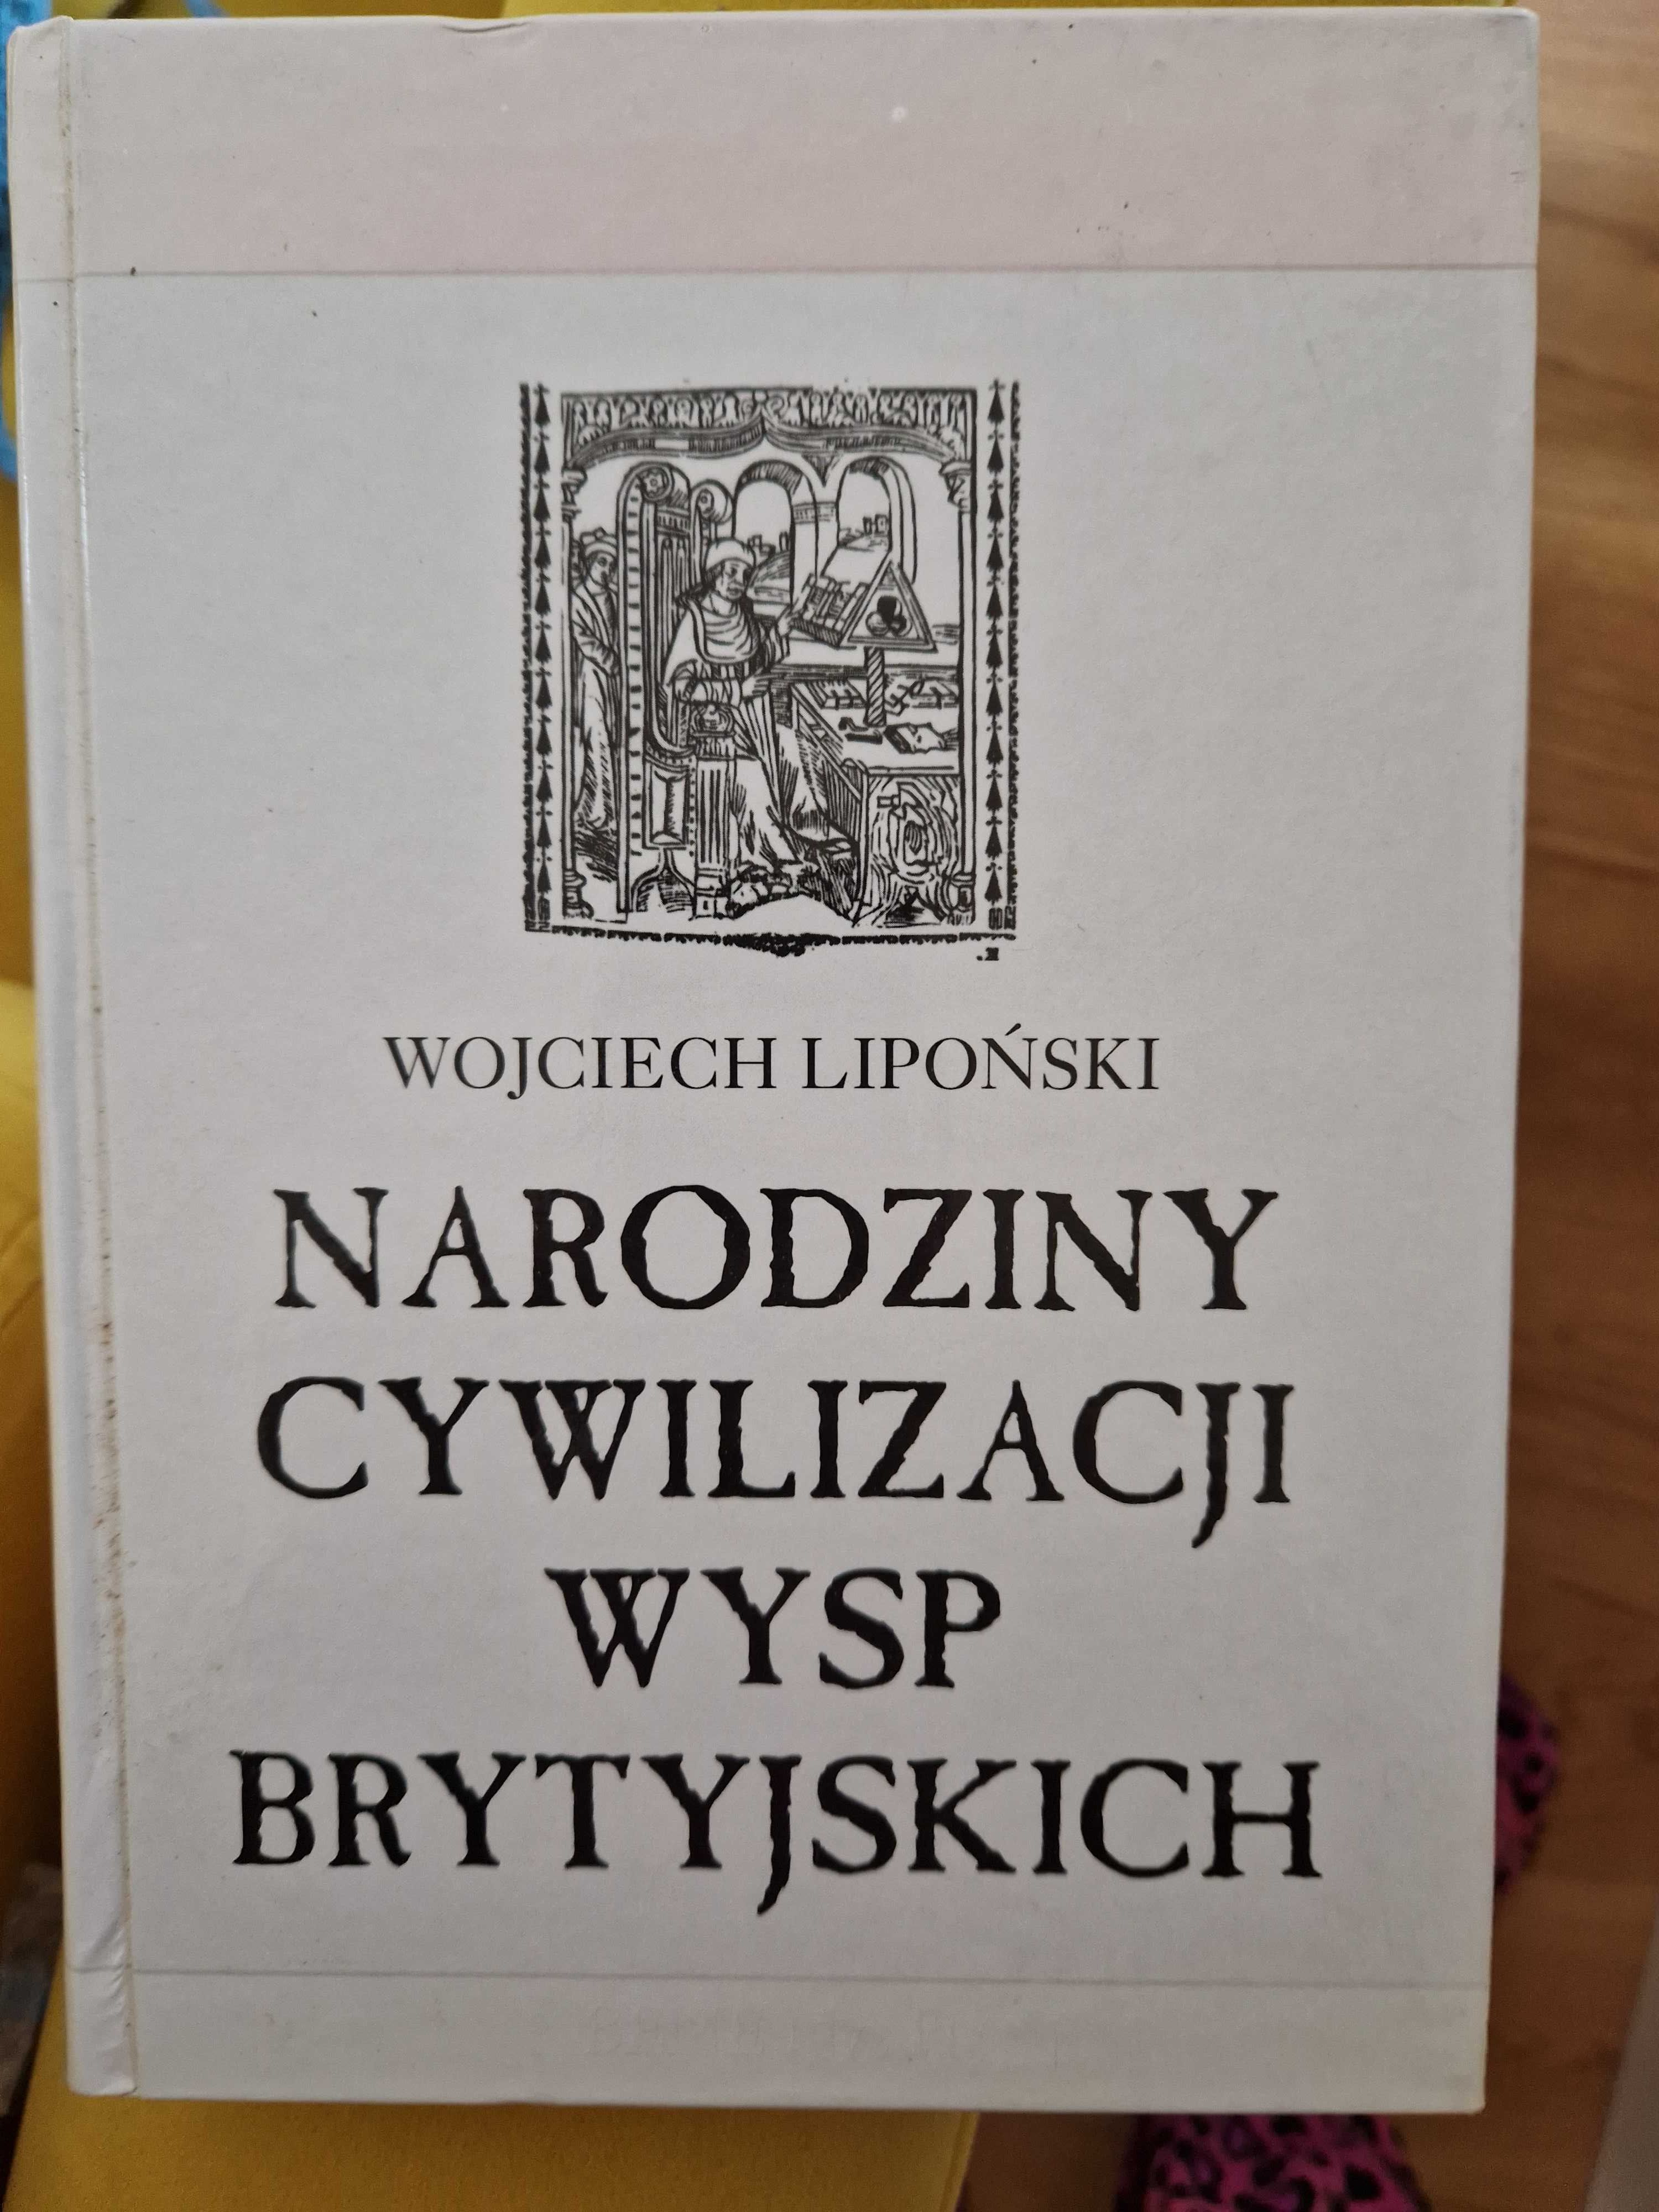 WOJCIECH LIPOŃSKI
NARODZINY
CYWILIZACJI
WYSP
BRYTYJSKICH